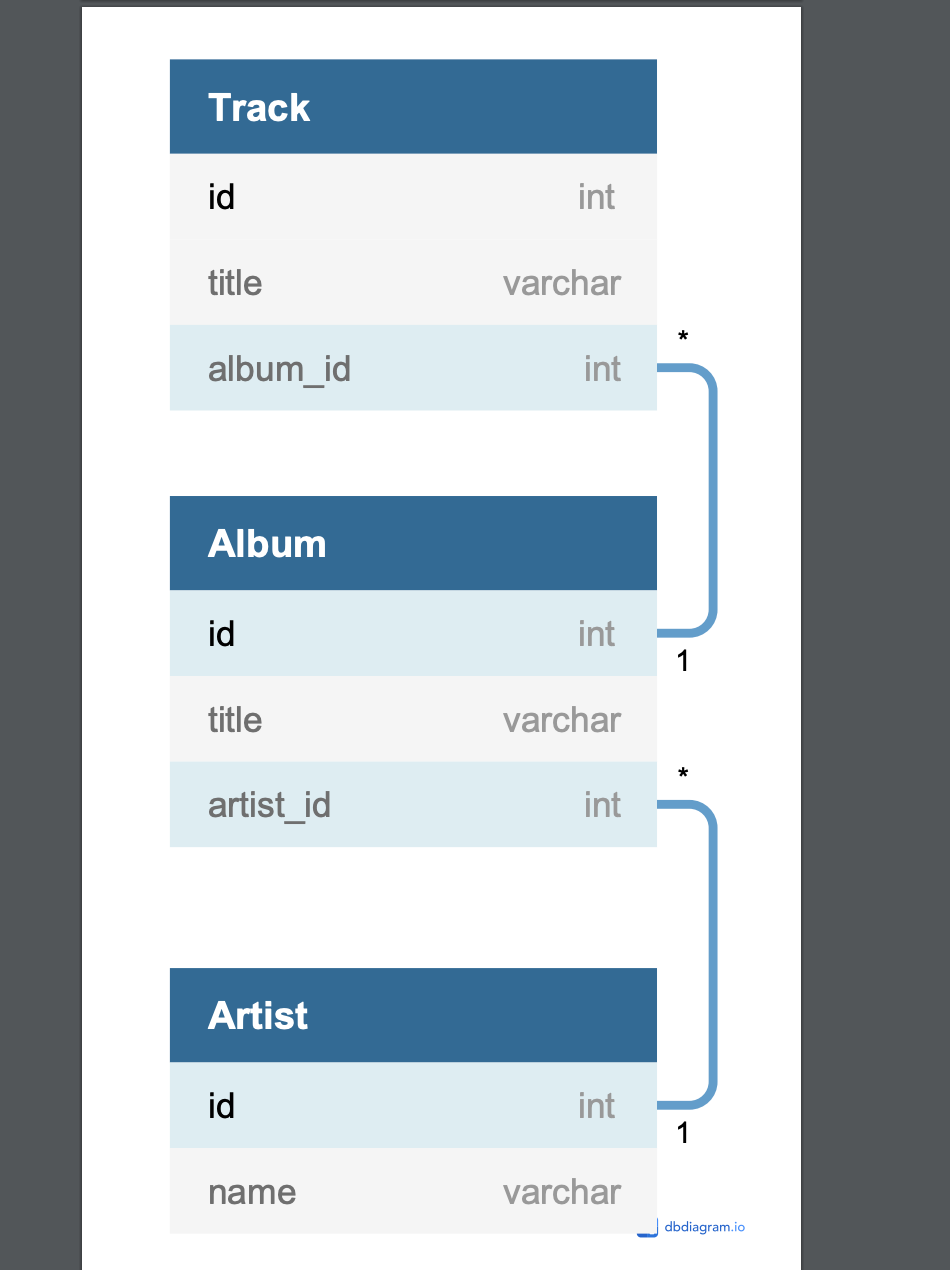 Track
id int
title varchar
album_id int
*
Album
1
id int
title varchar
*
artist_id int
Artist
id int
1
name varchar
dbdiagram.io